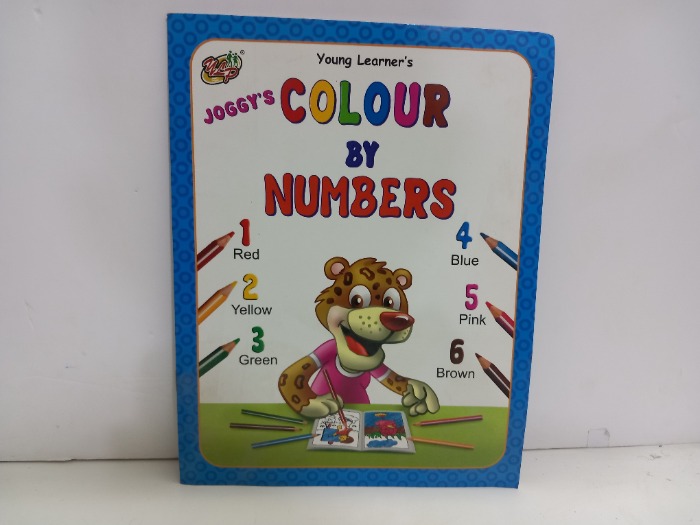 Young Learner's
JOGGY'S COLOUR
BY
NUMBERS
1
Red
2
Yellow
3
Green
4
Blue
5
Pink
6
Brown